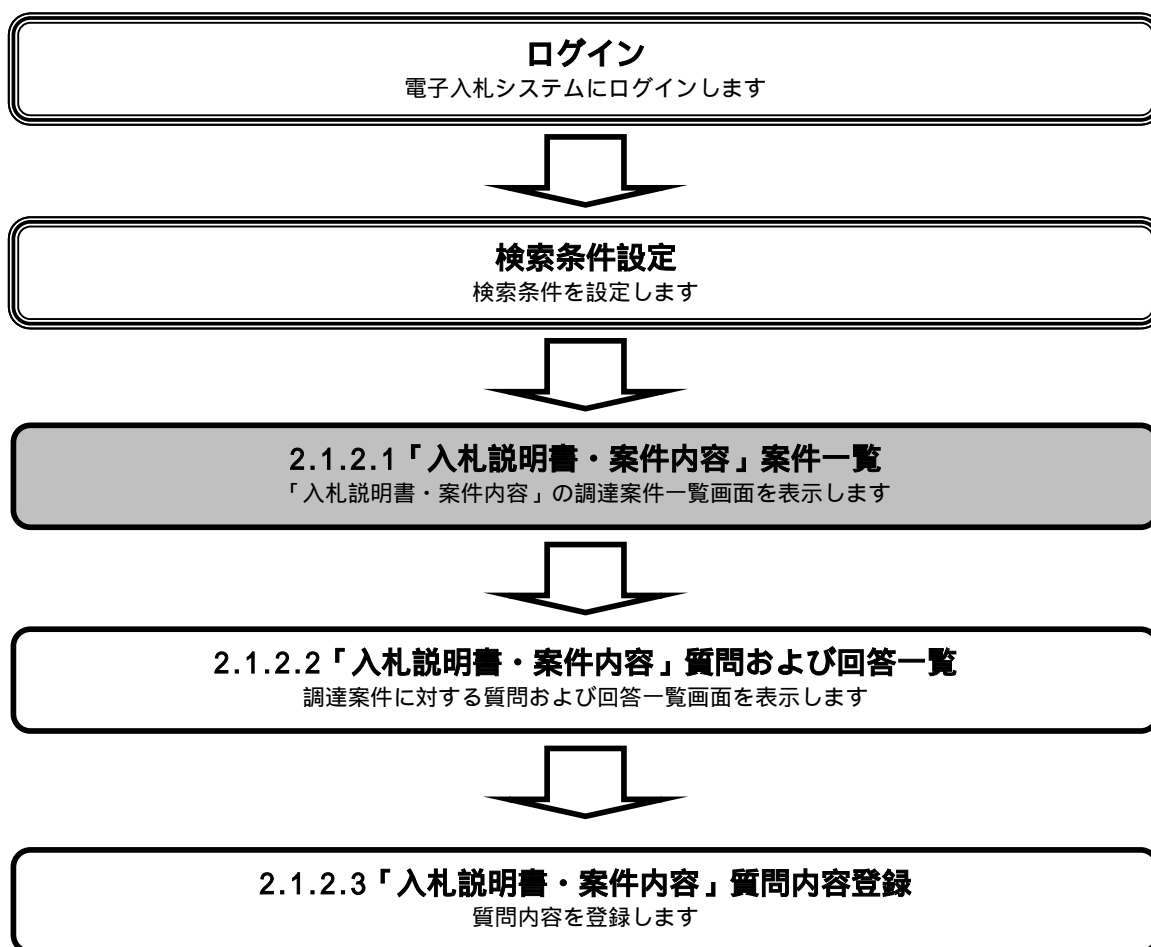 ログイン
電子入札システムにログインします
検索条件設定
検索条件を設定します
2.1.2.1「入札説明書・案件内容」案件一覧
「入札説明書・案件内容」の調達案件一覧画面を表示します
2.1.2.2「入札説明書・案件内容」質問および回答一覧
調達案件に対する質問および回答一覧画面を表示します
2.1.2.3「入札説明書・案件内容」質問内容登録
質問内容を登録します